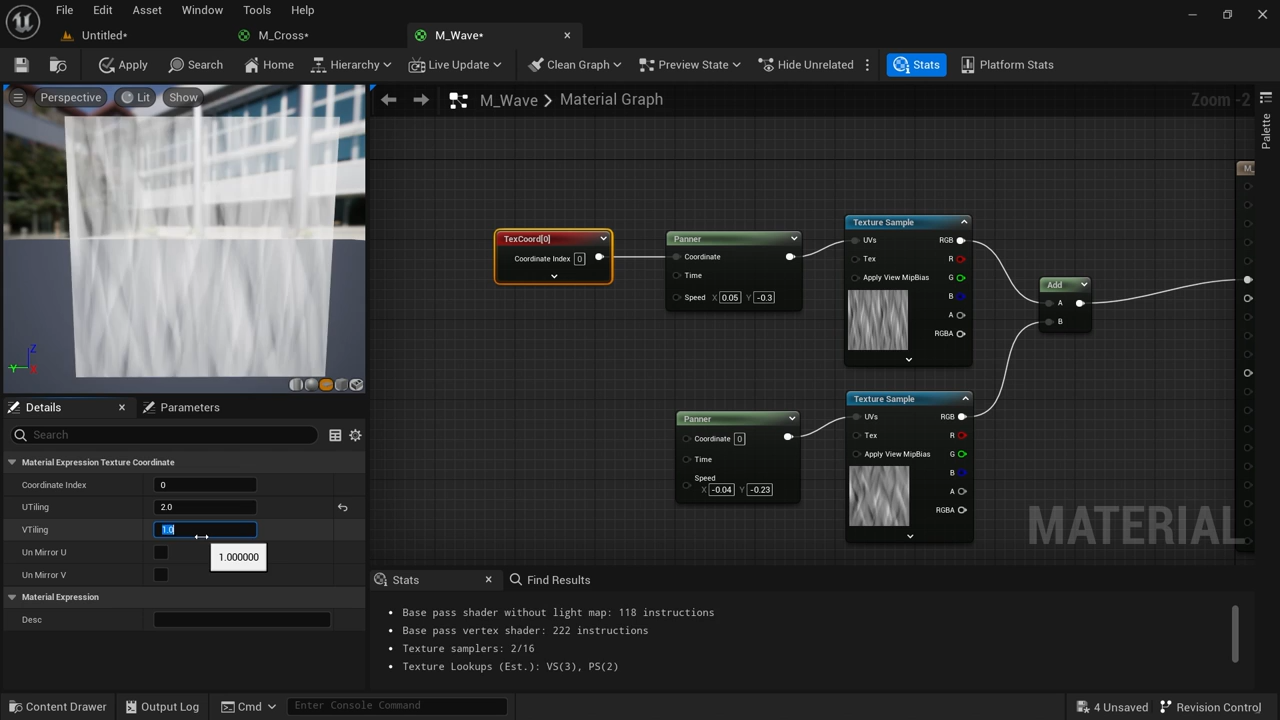 File Edit Asset Window Tools Help
Untitled* M_Cross* M_Wave*
Apply Search Home Hierarchy Live Update Clean Graph Preview State Hide Unrelated Stats Platform Stats
Perspective Lit Show
M_Wave > Material Graph Zoom -2
Palette
TexCoord[0]
Coordinate Index 0
Panner
Coordinate
Time
Speed X 0.05 Y -0.3
Texture Sample
UVs RGB
Tex R
Apply View MipBias G
B
A
RGBA
Add
A
B
M_
Panner
Coordinate 0
Time
Speed
X -0.04 Y -0.23
Texture Sample
UVs RGB
Tex R
Apply View MipBias G
B
A
RGBA
MATERIAL
Z
Y
X
Details Parameters
Search
Material Expression Texture Coordinate
Coordinate Index 0
UTiling 2.0
VTiling 1.0
1.000000
Un Mirror U
Un Mirror V
Material Expression
Desc
Stats Find Results
• Base pass shader without light map: 118 instructions
• Base pass vertex shader: 222 instructions
• Texture samplers: 2/16
• Texture Lookups (Est.): VS(3), PS(2)
Content Drawer Output Log Cmd Enter Console Command 4 Unsaved Revision Control